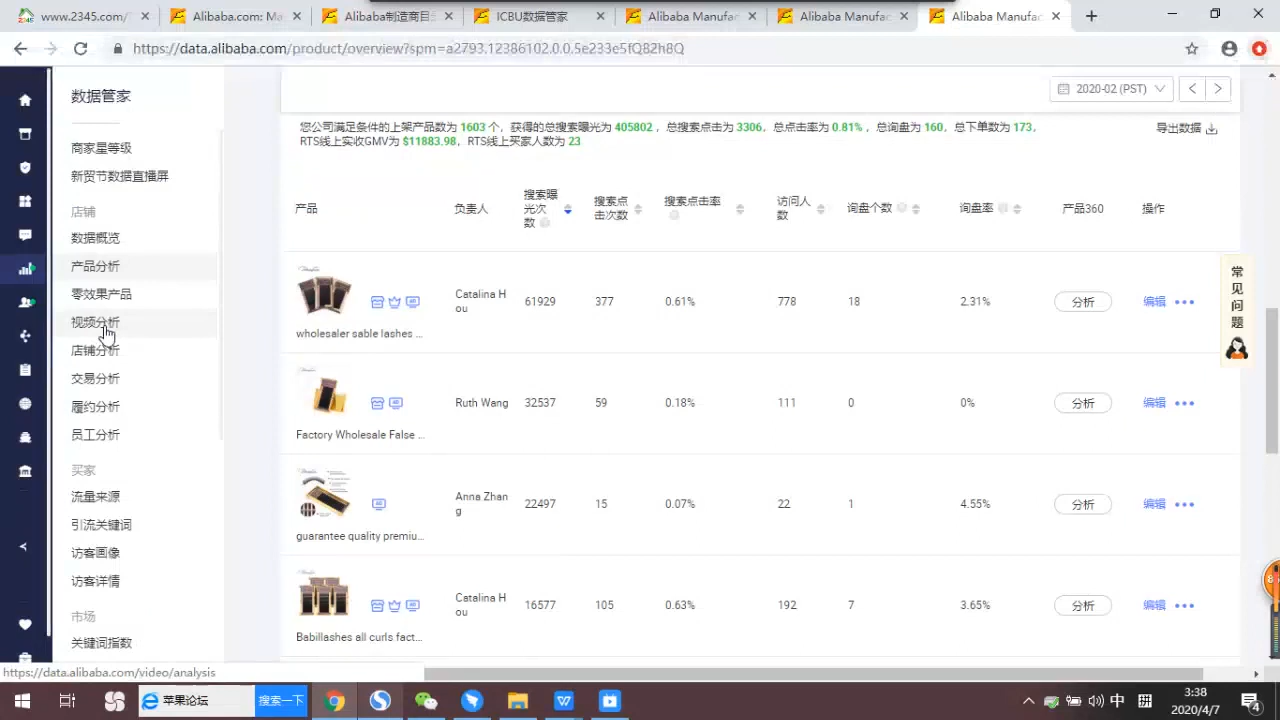 www.2345.com/
Alibaba.com: Ma
Alibaba制造商目
ICBU数据管家
Alibaba Manufac
Alibaba Manufac
Alibaba Manufac
https://data.alibaba.com/product/overview?spm=a2793.12386102.0.0.5e233e5fQ82h8Q
数据管家
商家星等级
新贸节数据直播屏
店铺
数据概览
产品分析
零效果产品
视频分析
店铺分析
交易分析
履约分析
员工分析
买家
流量来源
引流关键词
访客画像
访客详情
市场
关键词指数
2020-02 (PST)
您公司满足条件的上架产品数为 1603 个，获得的总搜索曝光为 405802 ，总搜索点击为 3306，总点击率为 0.81% ，总询盘为 160，总下单数为 173，
RTS线上实收GMV为 $11883.98，RTS线上买家人数为 23
导出数据
产品
负责人
搜索曝光次数
搜索点击次数
搜索点击率
访问人数
询盘个数
询盘率
产品360
操作
Catalina Hou
61929
377
0.61%
778
18
2.31%
分析
编辑
wholesaler sable lashes ...
Ruth Wang
32537
59
0.18%
111
0
0%
分析
编辑
Factory Wholesale False ...
Anna Zhang
22497
15
0.07%
22
1
4.55%
分析
编辑
guarantee quality premiu...
Catalina Hou
16577
105
0.63%
192
7
3.65%
分析
编辑
Babillashes all curls fact...
常见问题
https://data.alibaba.com/video/analysis
苹果论坛
搜索一下
中
3:38
2020/4/7
4